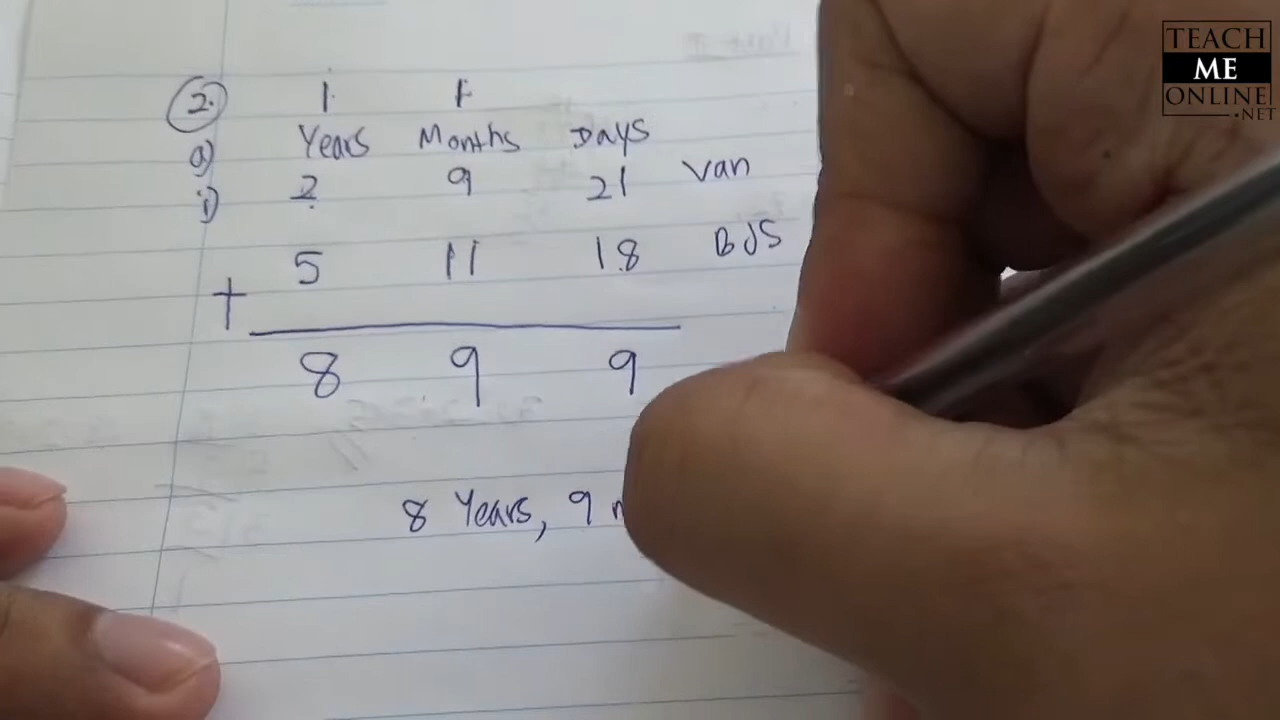 TEACH
ME
ONLINE
.NET
2. 1 1
a) Years Months Days
i) 2 9 21 Van
+ 5 11 18 BJS
8 9 9
8 Years, 9